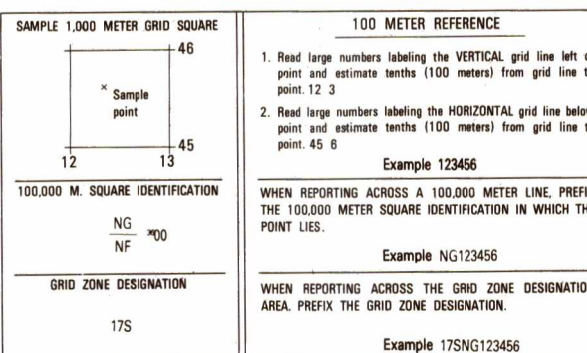 SAMPLE 1,000 METER GRID SQUARE
46
× Sample
point
45
12 13
100,000 M. SQUARE IDENTIFICATION
NG
NF
00
GRID ZONE DESIGNATION
17S
100 METER REFERENCE
1. Read large numbers labeling the VERTICAL grid line left
point and estimate tenths (100 meters) from grid line
point. 12 3
2. Read large numbers labeling the HORIZONTAL grid line
point and estimate tenths (100 meters) from grid line
point. 45 6
Example 123456
WHEN REPORTING ACROSS A 100,000 METER LINE,
THE 100,000 METER SQUARE IDENTIFICATION IN WHICH
POINT LIES.
Example NG123456
WHEN REPORTING ACROSS THE GRID ZONE
AREA. PREFIX THE GRID ZONE DESIGNATION.
Example 17SNG123456